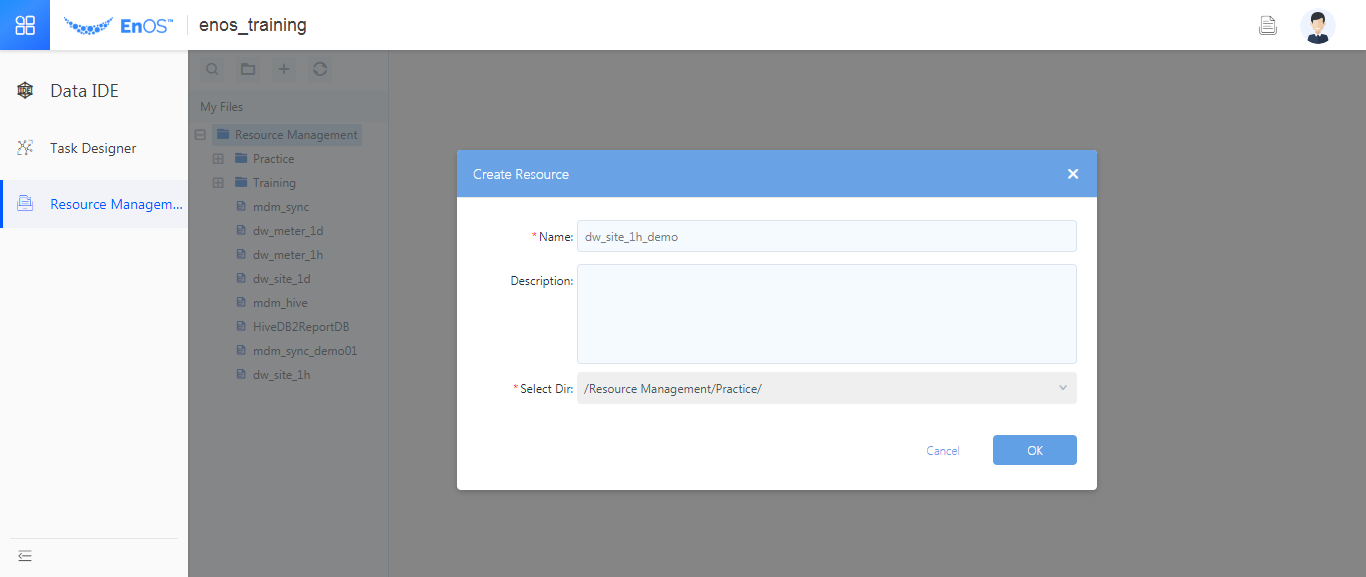 EnOS™ enos_training
Data IDE
Task Designer
Resource Managem...
My Files
Resource Management
Practice
Training
mdm_sync
dw_meter_1d
dw_meter_1h
dw_site_1d
mdm_hive
HiveDB2ReportDB
mdm_sync_demo01
dw_site_1h
Create Resource
*Name: dw_site_1h_demo
Description:
*Select Dir: /Resource Management/Practice/
Cancel OK